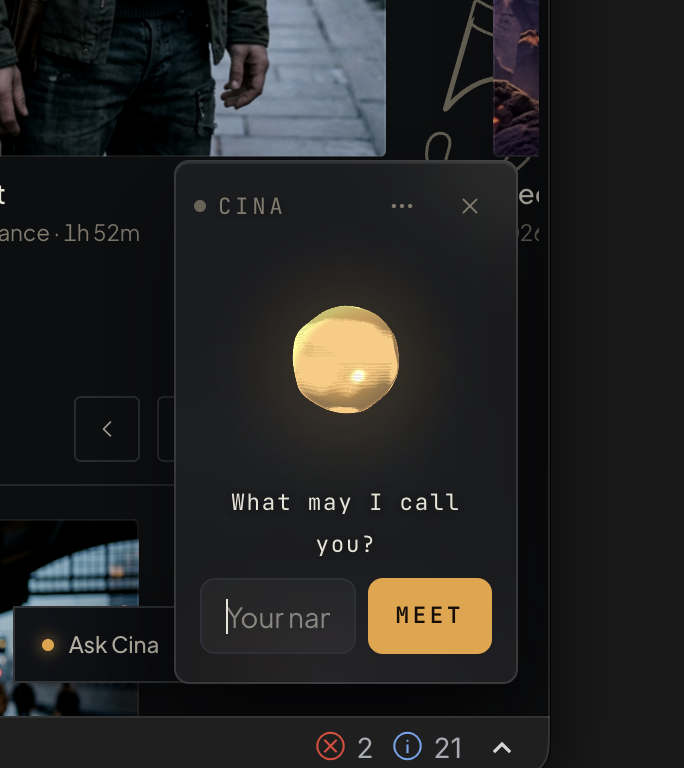 t
ance · 1h 52m
CINA
What may I call
you?
Your nar
MEET
Ask Cina
2
21